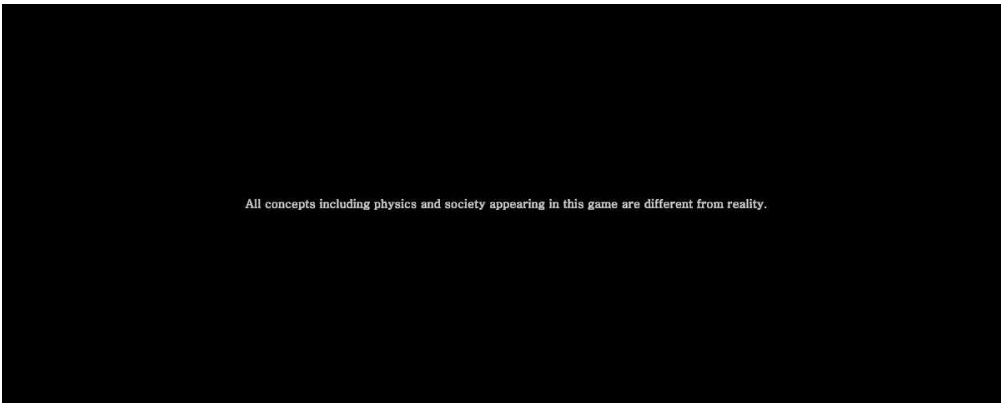 All concepts including physics and society appearing in this game are different from reality.